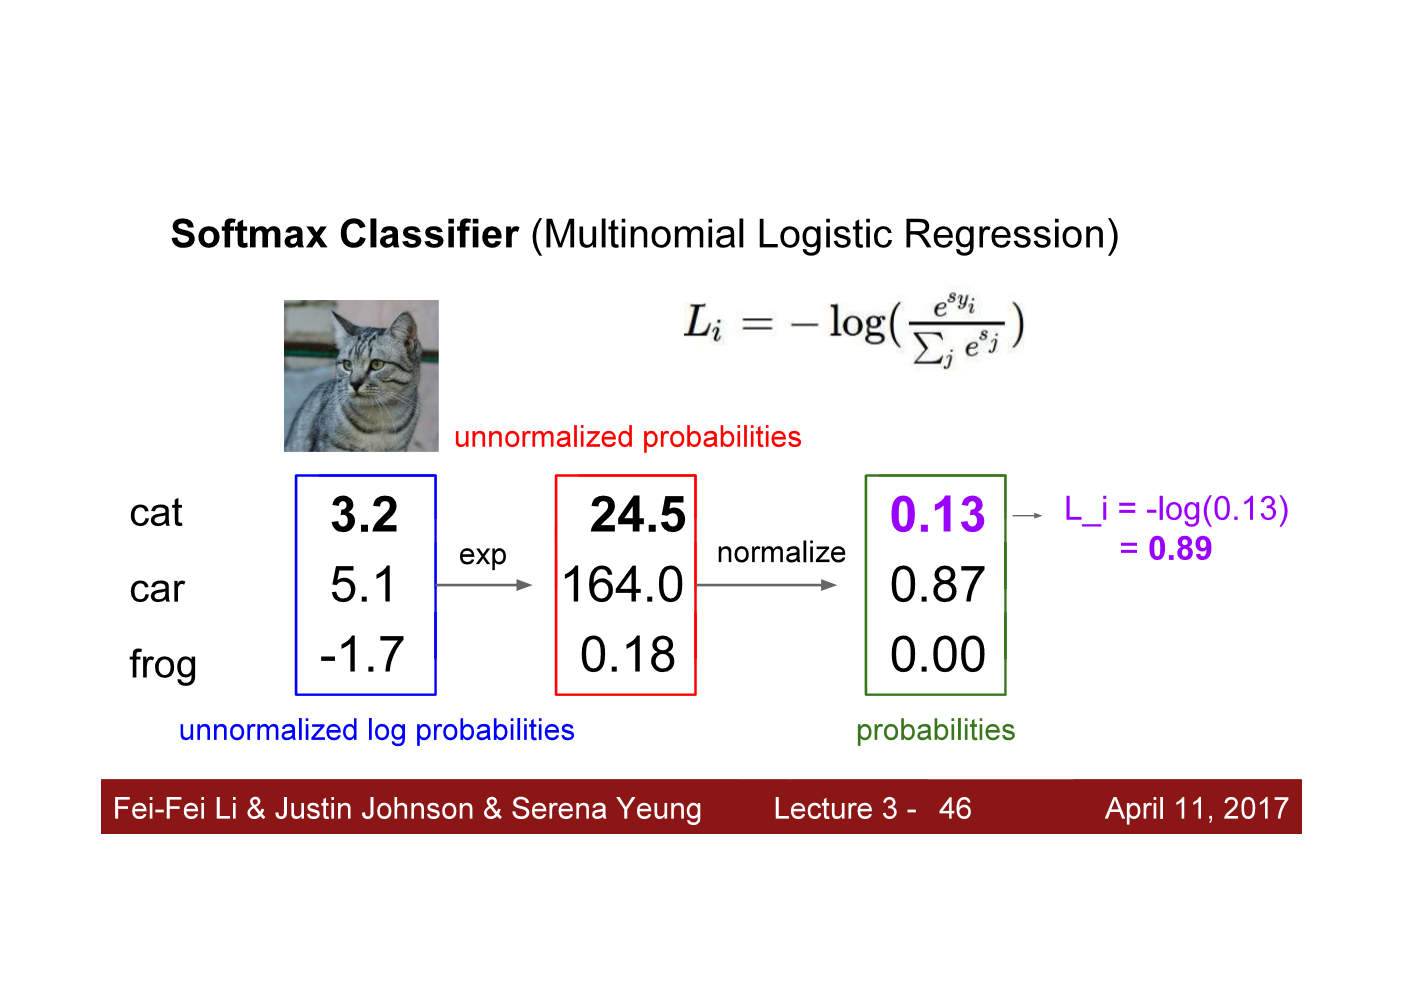 Softmax Classifier (Multinomial Logistic Regression)
L_i = − log( e^{s_{y_i}} / ∑_j e^{s_j} )
unnormalized probabilities
cat 3.2 24.5 0.13 L_i = -log(0.13)
= 0.89
exp normalize
car 5.1 164.0 0.87
frog -1.7 0.18 0.00
unnormalized log probabilities probabilities
Fei-Fei Li & Justin Johnson & Serena Yeung Lecture 3 - 46 April 11, 2017